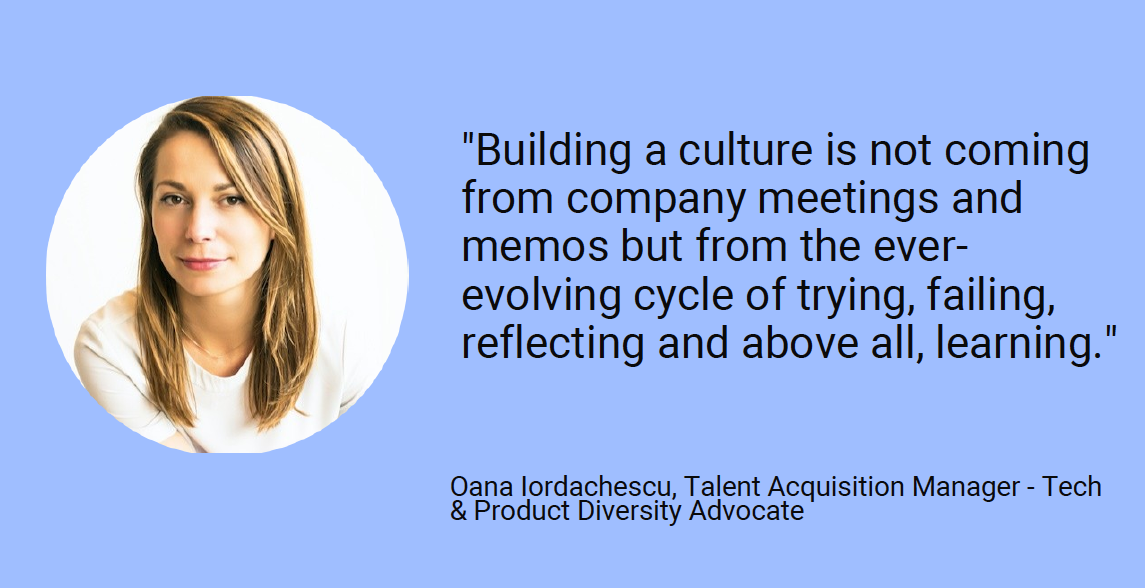 "Building a culture is not coming
from company meetings and
memos but from the ever-
evolving cycle of trying, failing,
reflecting and above all, learning."
Oana Iordachescu, Talent Acquisition Manager - Tech
& Product Diversity Advocate